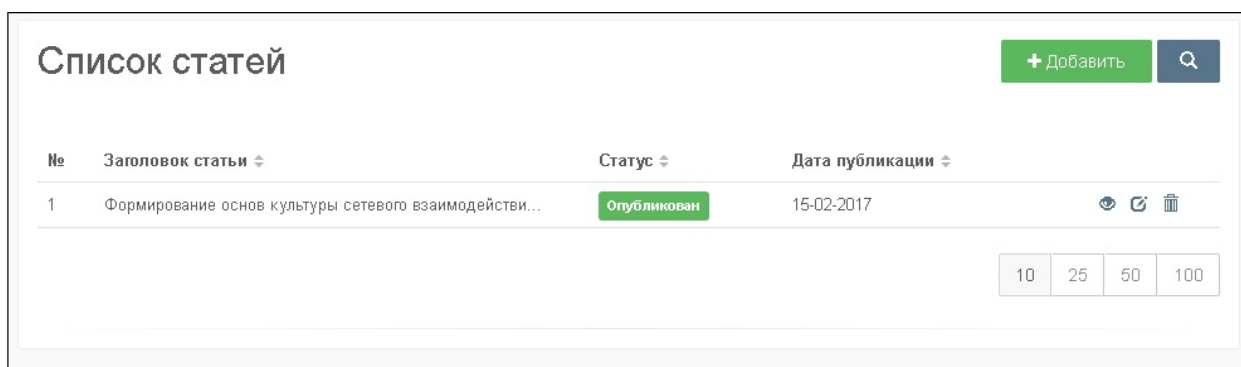 Список статей
Добавить
№ Заголовок статьи Статус Дата публикации
1 Формирование основ культуры сетевого взаимодействи... Опубликован 15-02-2017
10 25 50 100